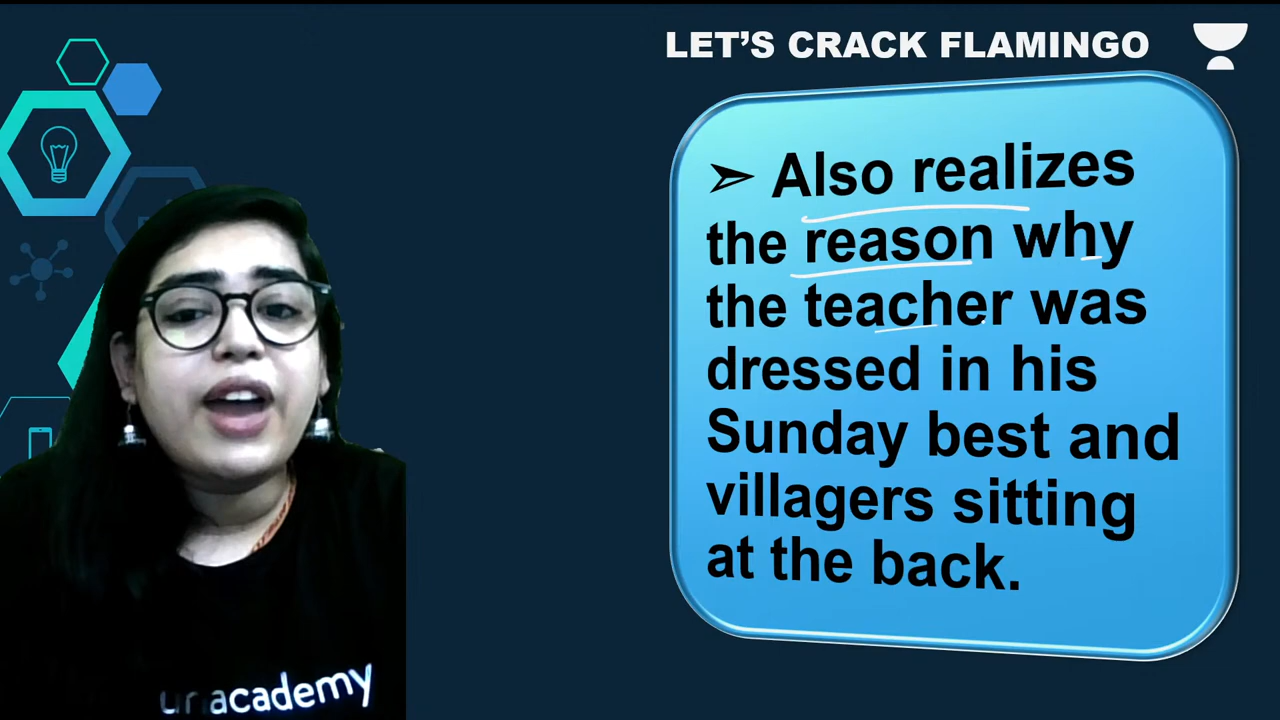 LET'S CRACK FLAMINGO
➢ Also realizes
the reason why
the teacher was
dressed in his
Sunday best and
villagers sitting
at the back.
unacademy